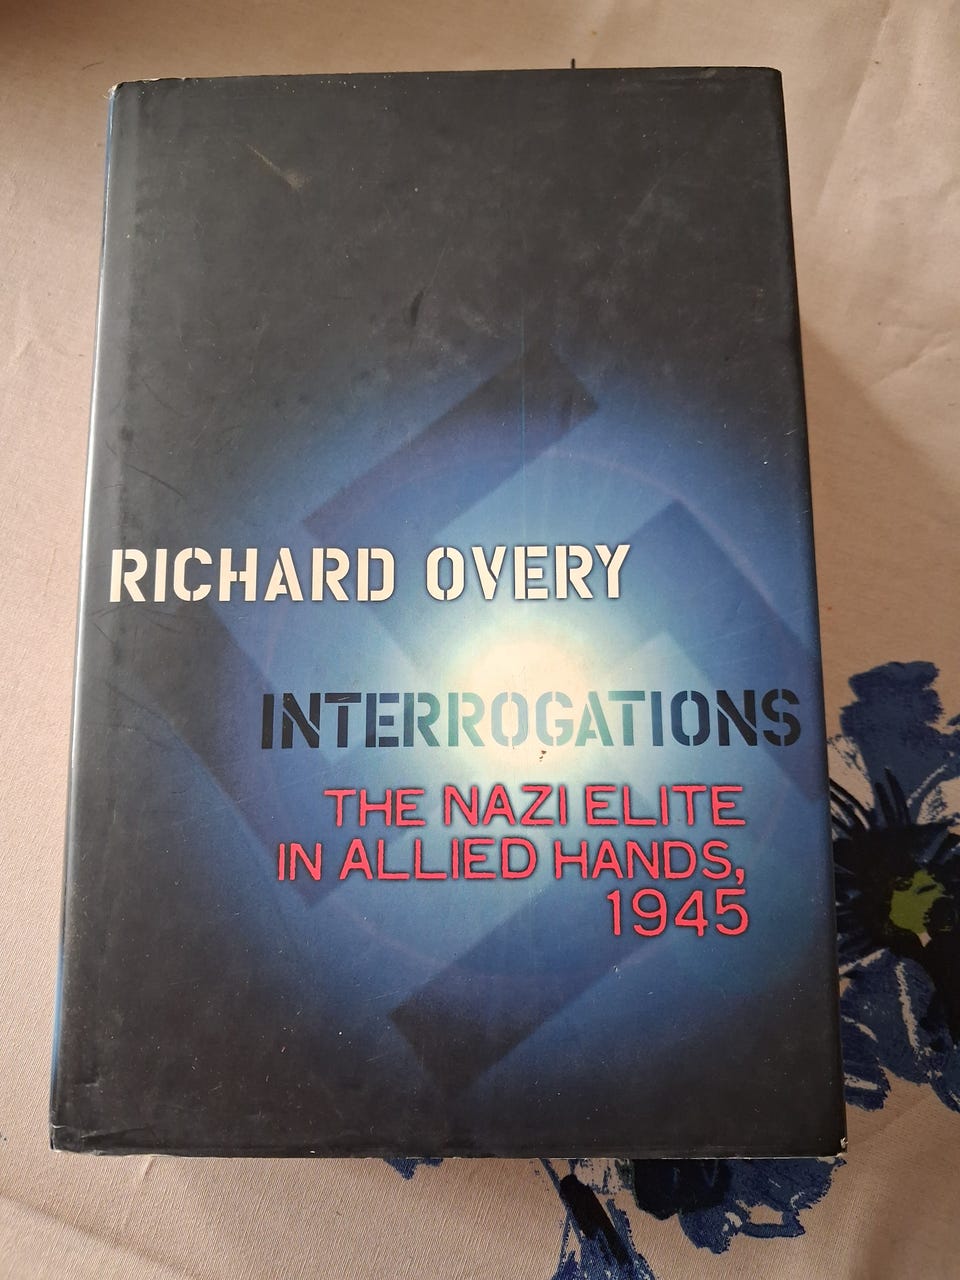 RICHARD OVERY
INTERROGATIONS
THE NAZI ELITE
IN ALLIED HANDS,
1945